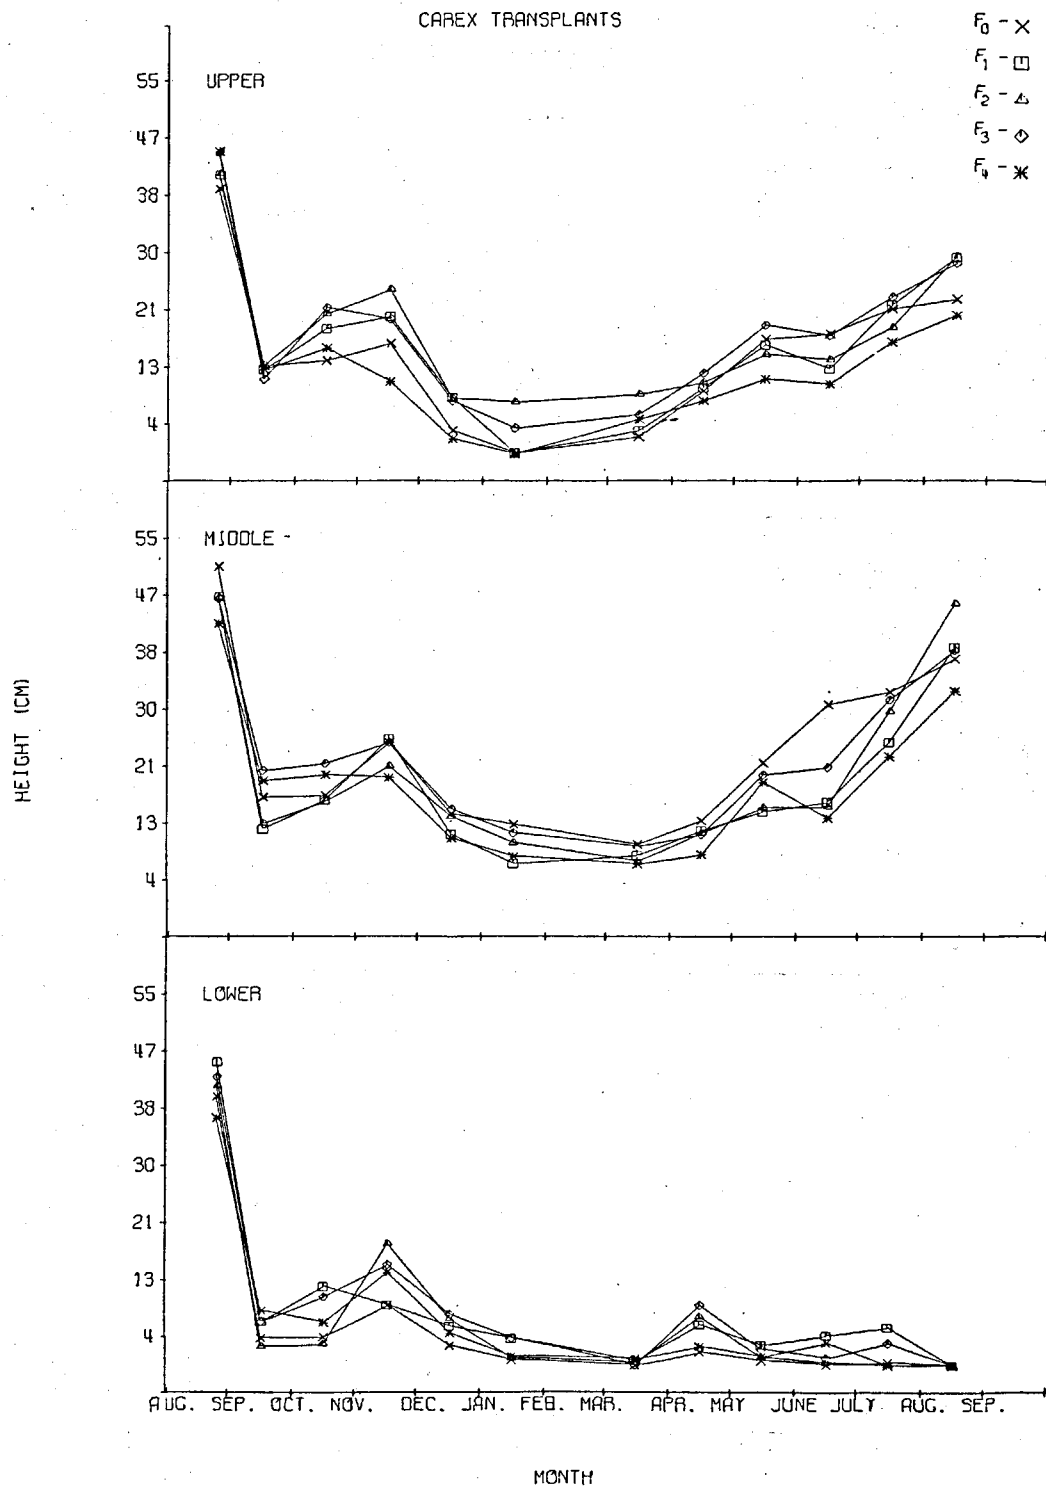 CAREX TRANSPLANTS
F0 - ×
F1 - □
F2 - △
F3 - ◇
F4 - ж
UPPER
55
47
38
30
21
13
4
MIDDLE -
55
47
38
30
21
13
4
HEIGHT (CM)
LOWER
55
47
38
30
21
13
4
AUG. SEP. OCT. NOV. DEC. JAN. FEB. MAR. APR. MAY JUNE JULY AUG. SEP.
MONTH